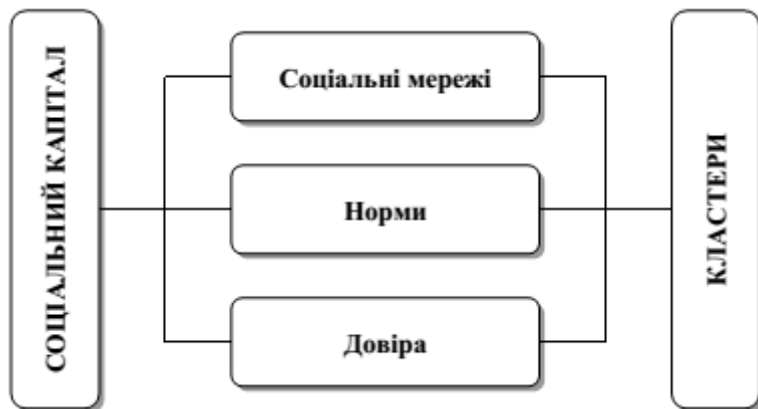 СОЦІАЛЬНИЙ КАПІТАЛ
Соціальні мережі
Норми
Довіра
КЛАСТЕРИ